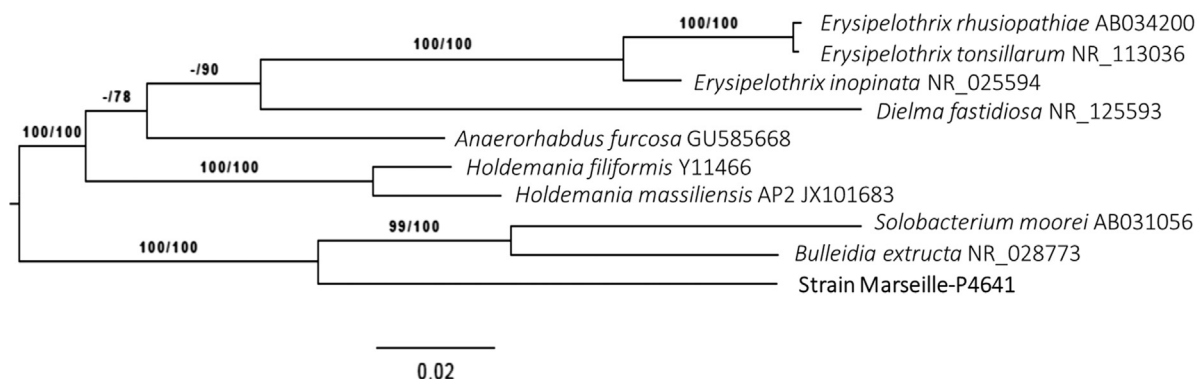 100/100
Erysipelothrix rhusiopathiae AB034200
100/100
Erysipelothrix tonsillarum NR_113036
-/90
Erysipelothrix inopinata NR_025594
-/78
Dielma fastidiosa NR_125593
100/100
Anaerorhabdus furcosa GU585668
100/100
Holdemania filiformis Y11466
Holdemania massiliensis AP2 JX101683
99/100
Solobacterium moorei AB031056
100/100
Bulleidia extructa NR_028773
Strain Marseille-P4641
0.02